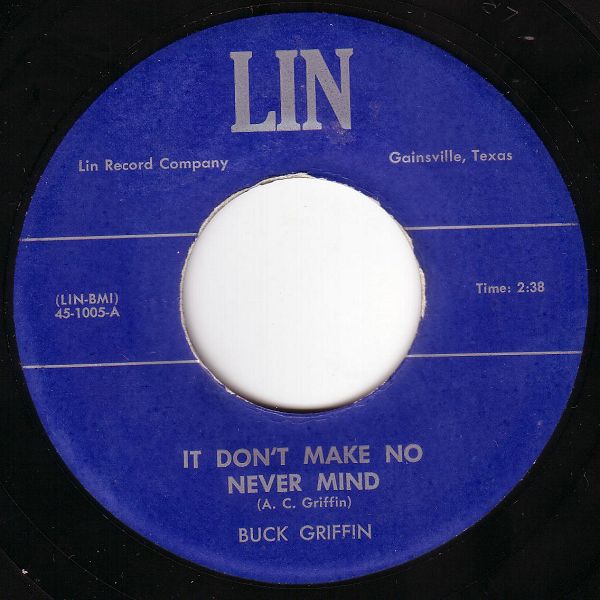 LIN
Lin Record Company
Gainsville, Texas
(LIN-BMI)
45-1005-A
Time: 2:38
IT DON'T MAKE NO
NEVER MIND
(A. C. Griffin)
BUCK GRIFFIN